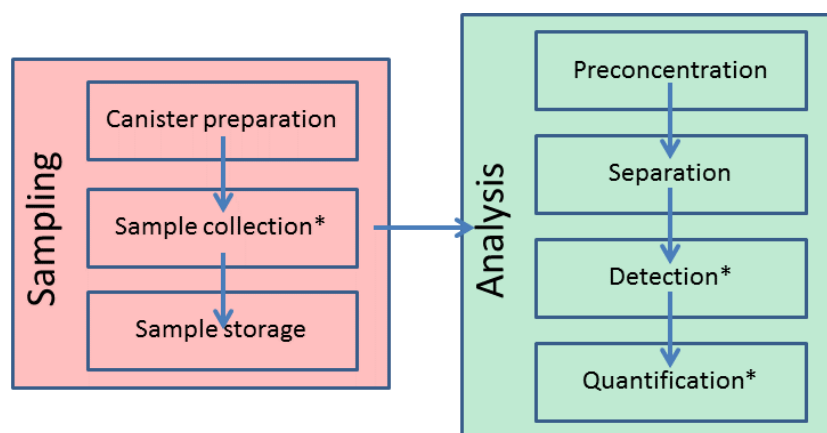 Sampling
Canister preparation
Sample collection*
Sample storage
Analysis
Preconcentration
Separation
Detection*
Quantification*